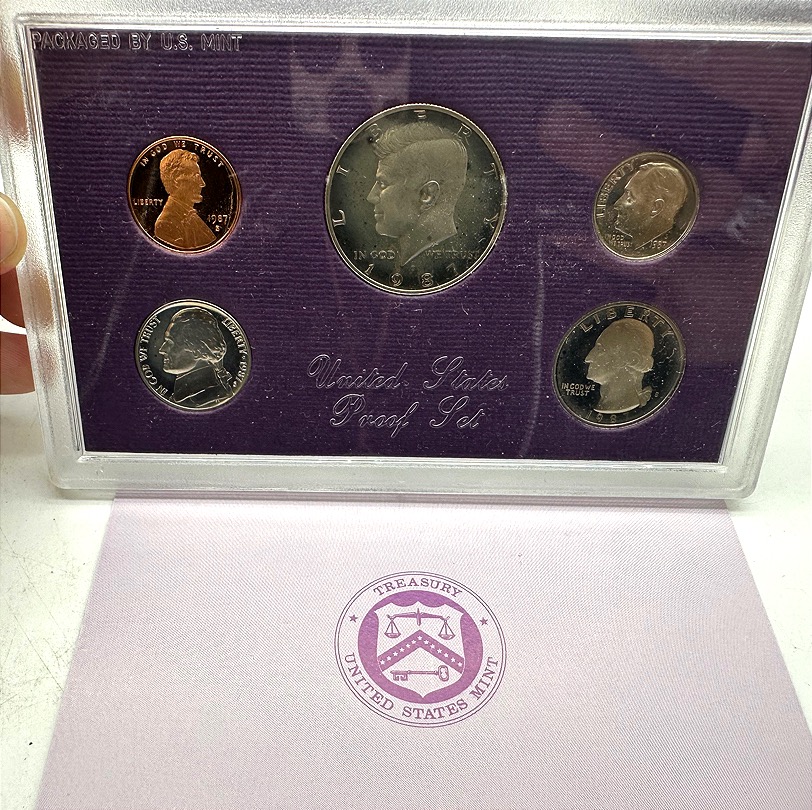 PACKAGED BY U.S. MINT
IN GOD WE TRUST
LIBERTY
1987
S
LIBERTY
IN GOD WE TRUST
1987
LIBERTY
IN GOD
WE TRUST
1987
IN GOD WE TRUST
LIBERTY • 1987
United States
Proof Set
LIBERTY
IN GOD WE
TRUST
TREASURY
UNITED STATES MINT